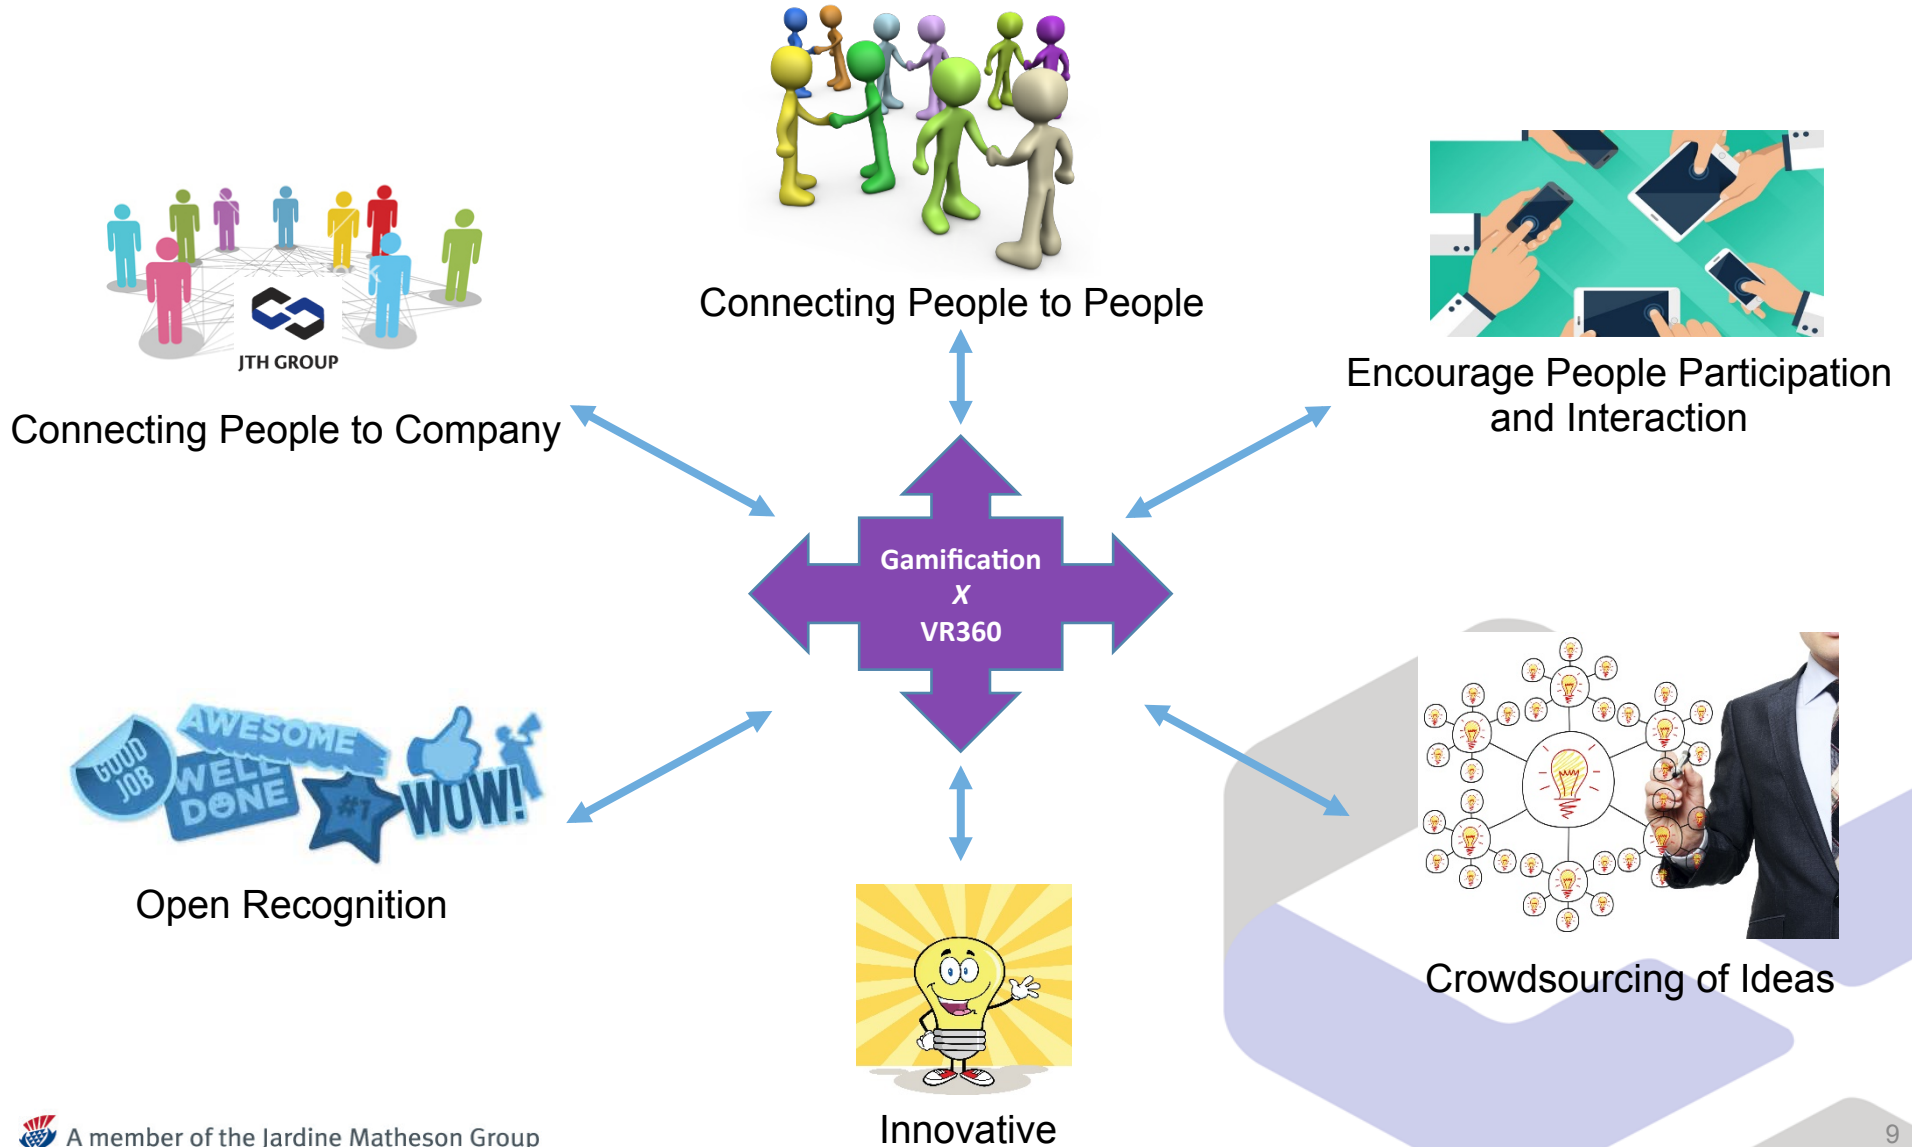 Connecting People to People
JTH GROUP
Connecting People to Company
Encourage People Participation
and Interaction
Gamification
X
VR360
GOOD
JOB
AWESOME
WELL
DONE
#1
WOW!
Open Recognition
Crowdsourcing of Ideas
Innovative
A member of the Jardine Matheson Group
9